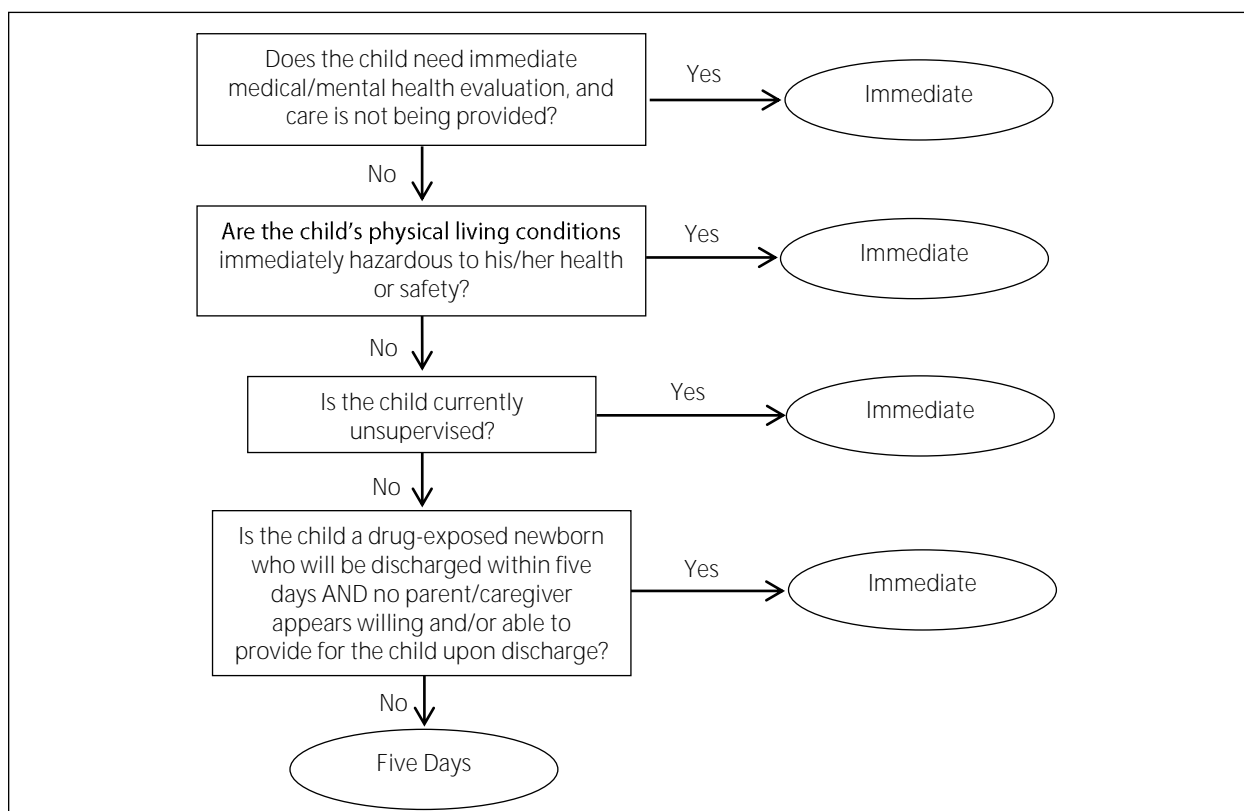 Does the child need immediate
medical/mental health evaluation, and
care is not being provided?
Yes
Immediate
No
Are the child’s physical living conditions
immediately hazardous to his/her health
or safety?
Yes
Immediate
No
Is the child currently
unsupervised?
Yes
Immediate
No
Is the child a drug-exposed newborn
who will be discharged within five
days AND no parent/caregiver
appears willing and/or able to
provide for the child upon discharge?
Yes
Immediate
No
Five Days